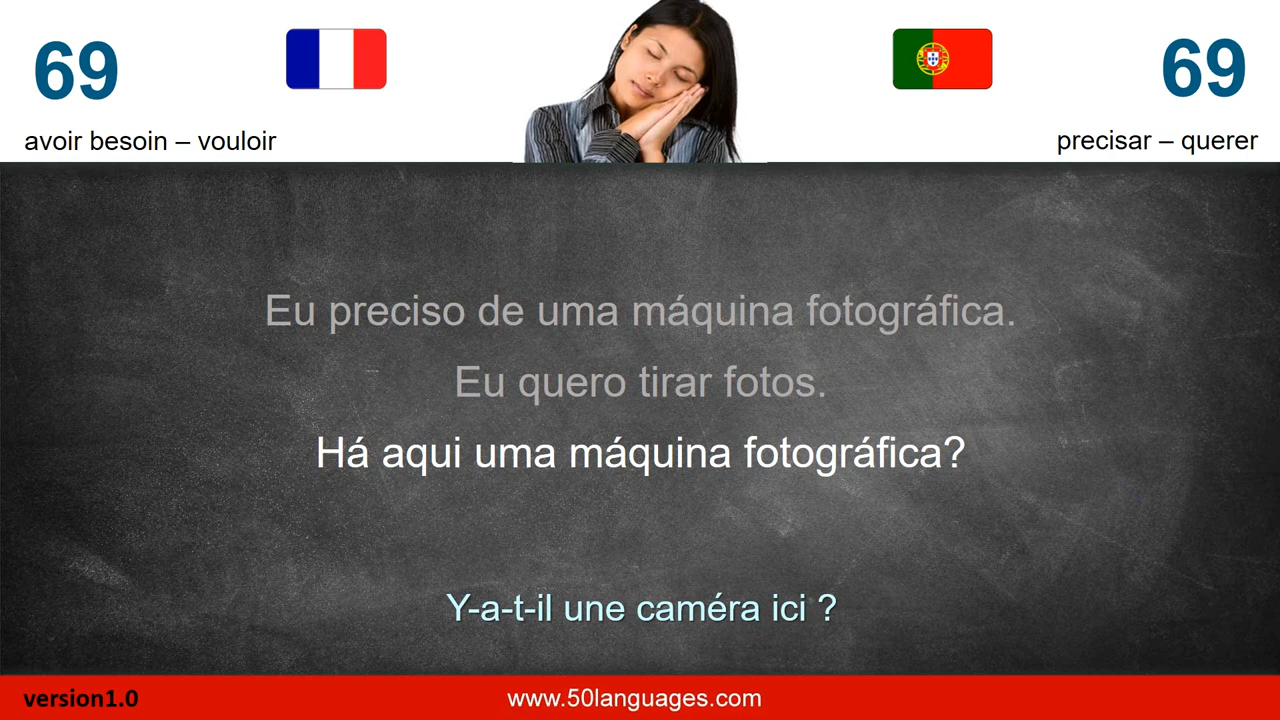 69
69
avoir besoin – vouloir
precisar – querer
Eu preciso de uma máquina fotográfica.
Eu quero tirar fotos.
Há aqui uma máquina fotográfica?
Y-a-t-il une caméra ici ?
version1.0
www.50languages.com